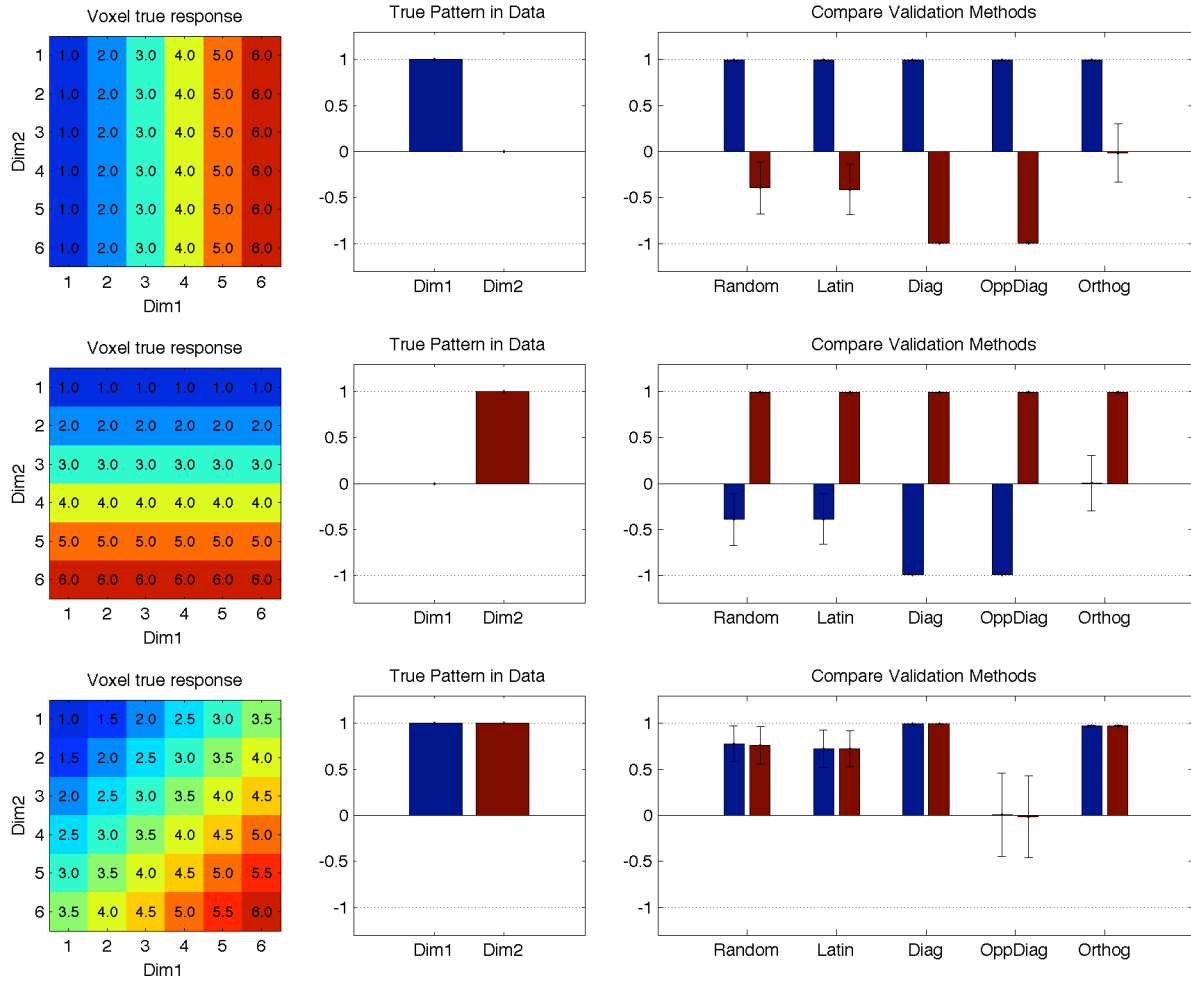 Voxel true response
True Pattern in Data
Compare Validation Methods
Dim2
1 1.0 2.0 3.0 4.0 5.0 6.0
2 1.0 2.0 3.0 4.0 5.0 6.0
3 1.0 2.0 3.0 4.0 5.0 6.0
4 1.0 2.0 3.0 4.0 5.0 6.0
5 1.0 2.0 3.0 4.0 5.0 6.0
6 1.0 2.0 3.0 4.0 5.0 6.0
1 2 3 4 5 6
Dim1
1
0.5
0
-0.5
-1
Dim1 Dim2
1
0.5
0
-0.5
-1
Random Latin Diag OppDiag Orthog
Voxel true response
True Pattern in Data
Compare Validation Methods
Dim2
1 1.0 1.0 1.0 1.0 1.0 1.0
2 2.0 2.0 2.0 2.0 2.0 2.0
3 3.0 3.0 3.0 3.0 3.0 3.0
4 4.0 4.0 4.0 4.0 4.0 4.0
5 5.0 5.0 5.0 5.0 5.0 5.0
6 6.0 6.0 6.0 6.0 6.0 6.0
1 2 3 4 5 6
Dim1
1
0.5
0
-0.5
-1
Dim1 Dim2
1
0.5
0
-0.5
-1
Random Latin Diag OppDiag Orthog
Voxel true response
True Pattern in Data
Compare Validation Methods
Dim2
1 1.0 1.5 2.0 2.5 3.0 3.5
2 1.5 2.0 2.5 3.0 3.5 4.0
3 2.0 2.5 3.0 3.5 4.0 4.5
4 2.5 3.0 3.5 4.0 4.5 5.0
5 3.0 3.5 4.0 4.5 5.0 5.5
6 3.5 4.0 4.5 5.0 5.5 6.0
1 2 3 4 5 6
Dim1
1
0.5
0
-0.5
-1
Dim1 Dim2
1
0.5
0
-0.5
-1
Random Latin Diag OppDiag Orthog